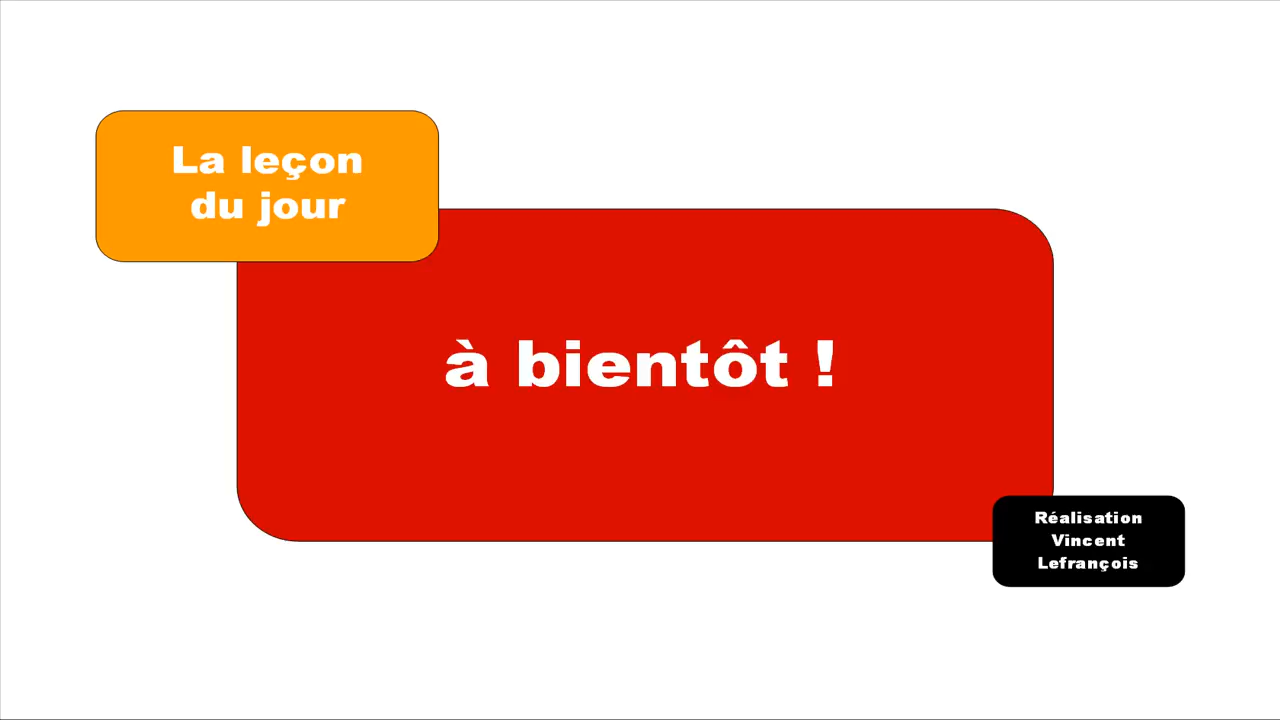 La leçon
du jour
à bientôt !
Réalisation
Vincent
Lefrançois